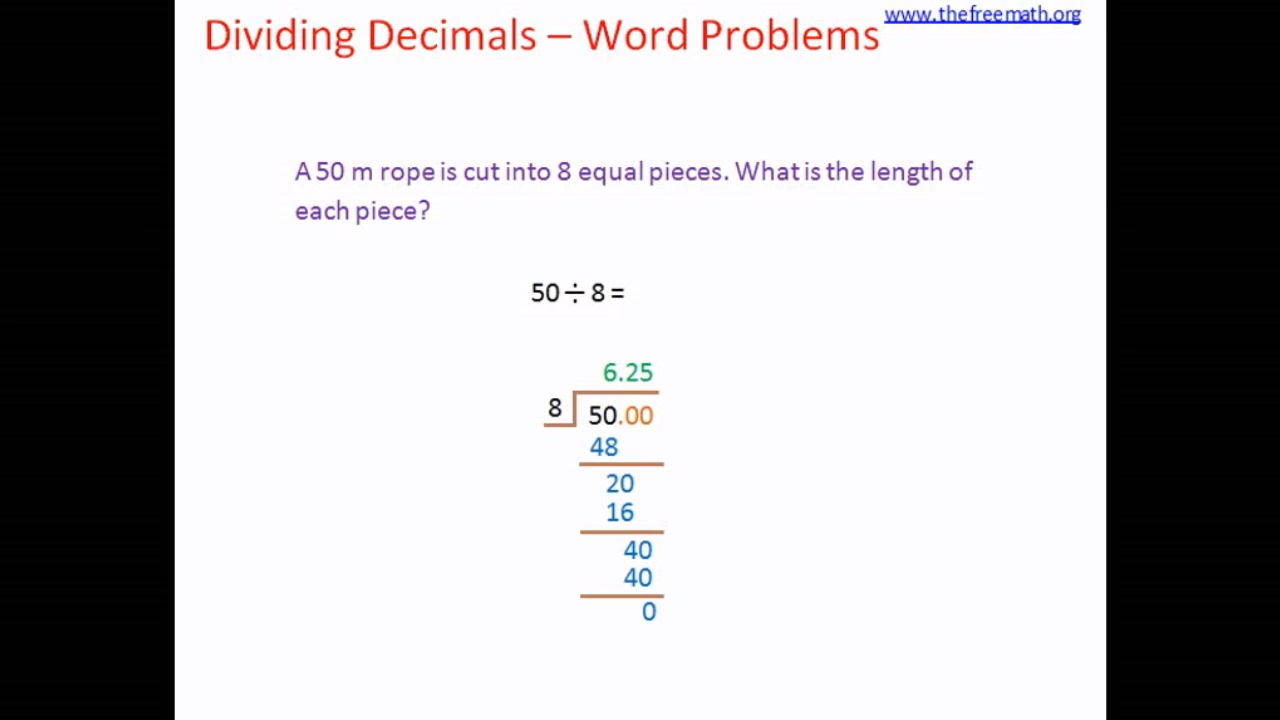 www.thefreemath.org
Dividing Decimals – Word Problems
A 50 m rope is cut into 8 equal pieces. What is the length of
each piece?
50 ÷ 8 =
6.25
8 50.00
48
20
16
40
40
0